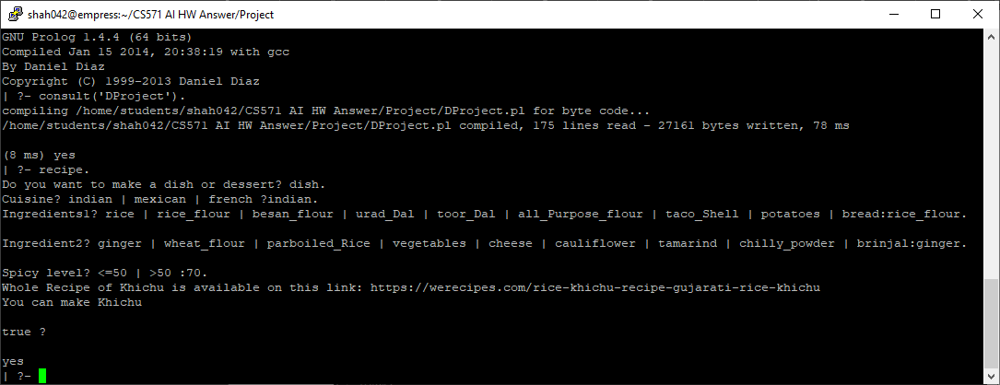 shah042@empress:~/CS571 AI HW Answer/Project
GNU Prolog 1.4.4 (64 bits)
Compiled Jan 15 2014, 20:38:19 with gcc
By Daniel Diaz
Copyright (C) 1999-2013 Daniel Diaz
| ?- consult('DProject').
compiling /home/students/shah042/CS571 AI HW Answer/Project/DProject.pl for byte code...
/home/students/shah042/CS571 AI HW Answer/Project/DProject.pl compiled, 175 lines read - 27161 bytes written, 78 ms
(8 ms) yes
| ?- recipe.
Do you want to make a dish or dessert? dish.
Cuisine? indian | mexican | french ?indian.
Ingredients1? rice | rice_flour | besan_flour | urad_Dal | toor_Dal | all_Purpose_flour | taco_Shell | potatoes | bread:rice_flour.
Ingredient2? ginger | wheat_flour | parboiled_Rice | vegetables | cheese | cauliflower | tamarind | chilly_powder | brinjal:ginger.
Spicy level? <=50 | >50 :70.
Whole Recipe of Khichu is available on this link: https://werecipes.com/rice-khichu-recipe-gujarati-rice-khichu
You can make Khichu
true ?
yes
| ?-